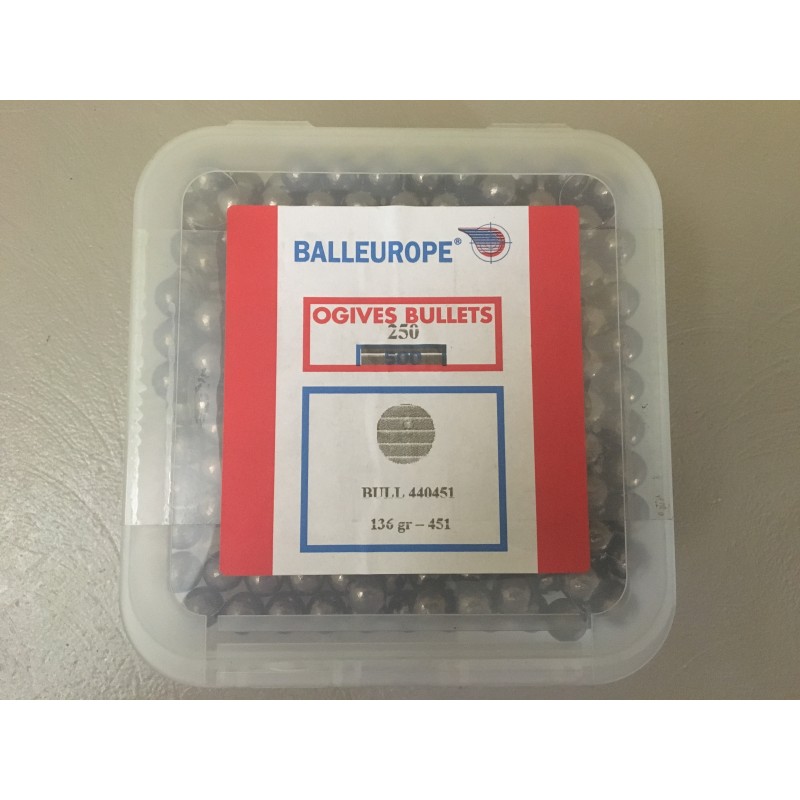 BALLEUROPE®
OGIVES BULLETS
250
500
BULL 440451
136 gr – 451